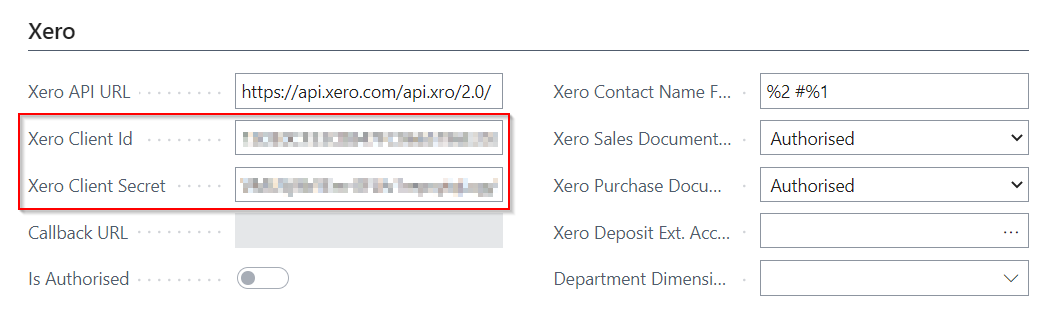 Xero
Xero API URL https://api.xero.com/api.xro/2.0/
Xero Client Id
Xero Client Secret
Callback URL
Is Authorised
Xero Contact Name F... %2 #%1
Xero Sales Document... Authorised
Xero Purchase Docu... Authorised
Xero Deposit Ext. Acc... ...
Department Dimensi...